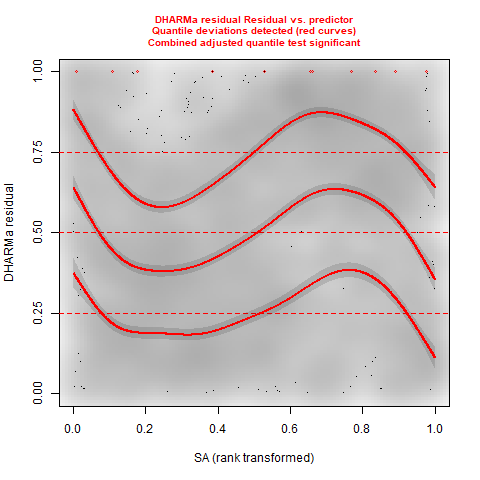 DHARMa residual Residual vs. predictor
Quantile deviations detected (red curves)
Combined adjusted quantile test significant
1.00
0.75
0.50
0.25
0.00
DHARMa residual
0.0 0.2 0.4 0.6 0.8 1.0
SA (rank transformed)